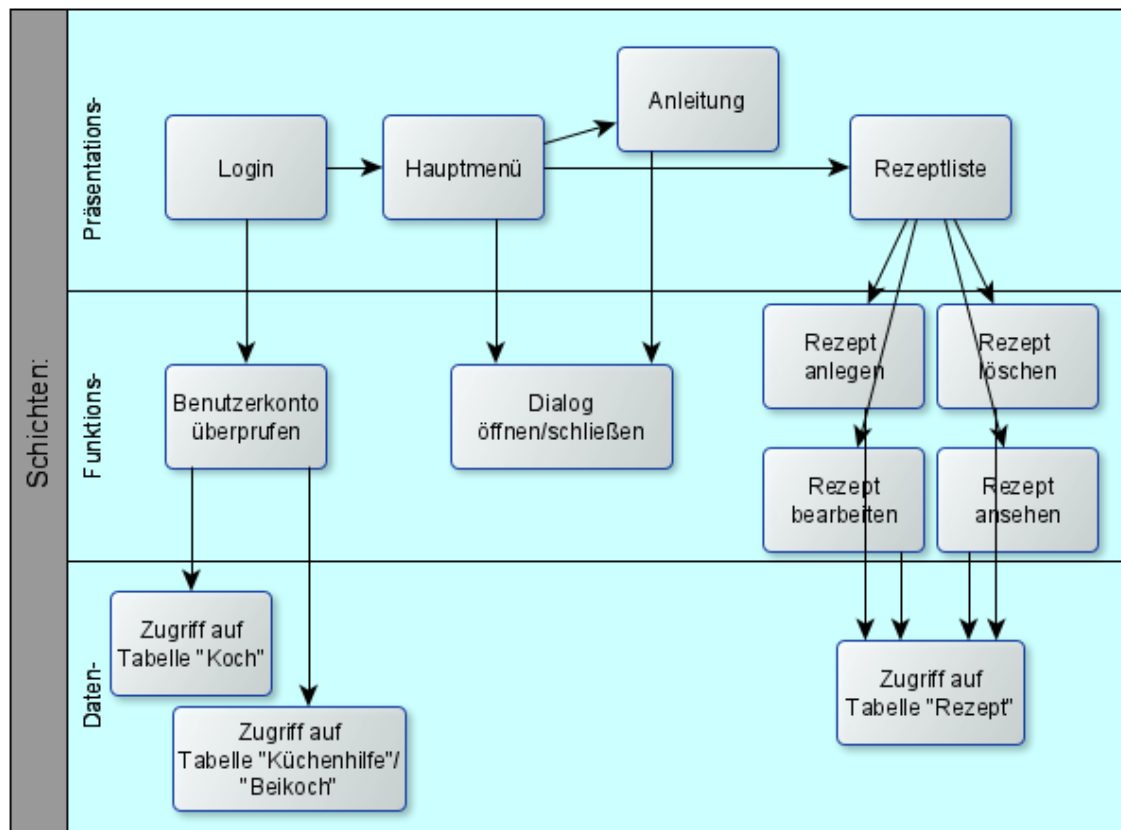 Schichten:
Präsentations-
Login
Hauptmenü
Anleitung
Rezeptliste
Funktions-
Benutzerkonto
überprufen
Dialog
öffnen/schließen
Rezept
anlegen
Rezept
löschen
Rezept
bearbeiten
Rezept
ansehen
Daten-
Zugriff auf
Tabelle "Koch"
Zugriff auf
Tabelle "Küchenhilfe"/
"Beikoch"
Zugriff auf
Tabelle "Rezept"